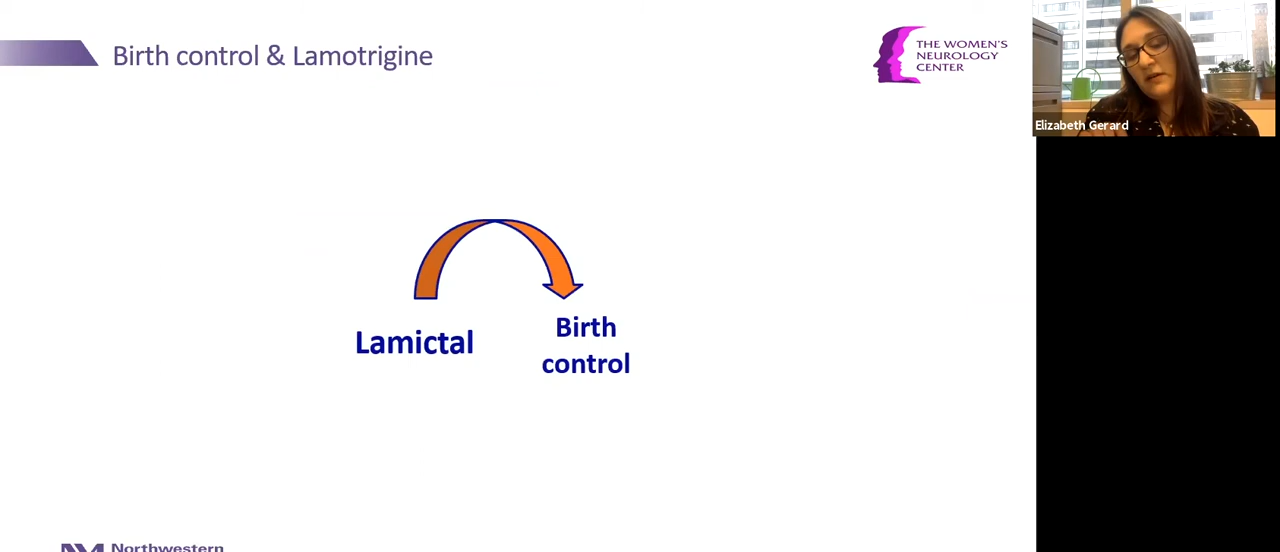 Birth control & Lamotrigine
THE WOMEN'S
NEUROLOGY
CENTER
Elizabeth Gerard
Lamictal
Birth
control
Northwestern